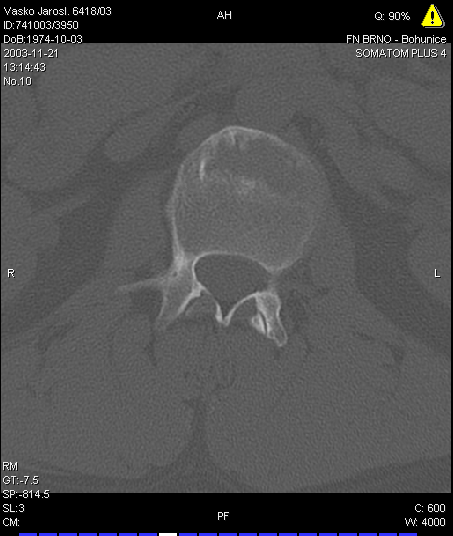 Vasko Jarosl. 6418/03
ID:741003/3950
DoB:1974-10-03
2003-11-21
13:14:43
No.10
AH
Q: 90%
FN BRNO - Bohunice
SOMATOM PLUS 4
R
L
RM
GT:-7.5
SP:-814.5
SL:3
CM:
PF
C: 600
W: 4000